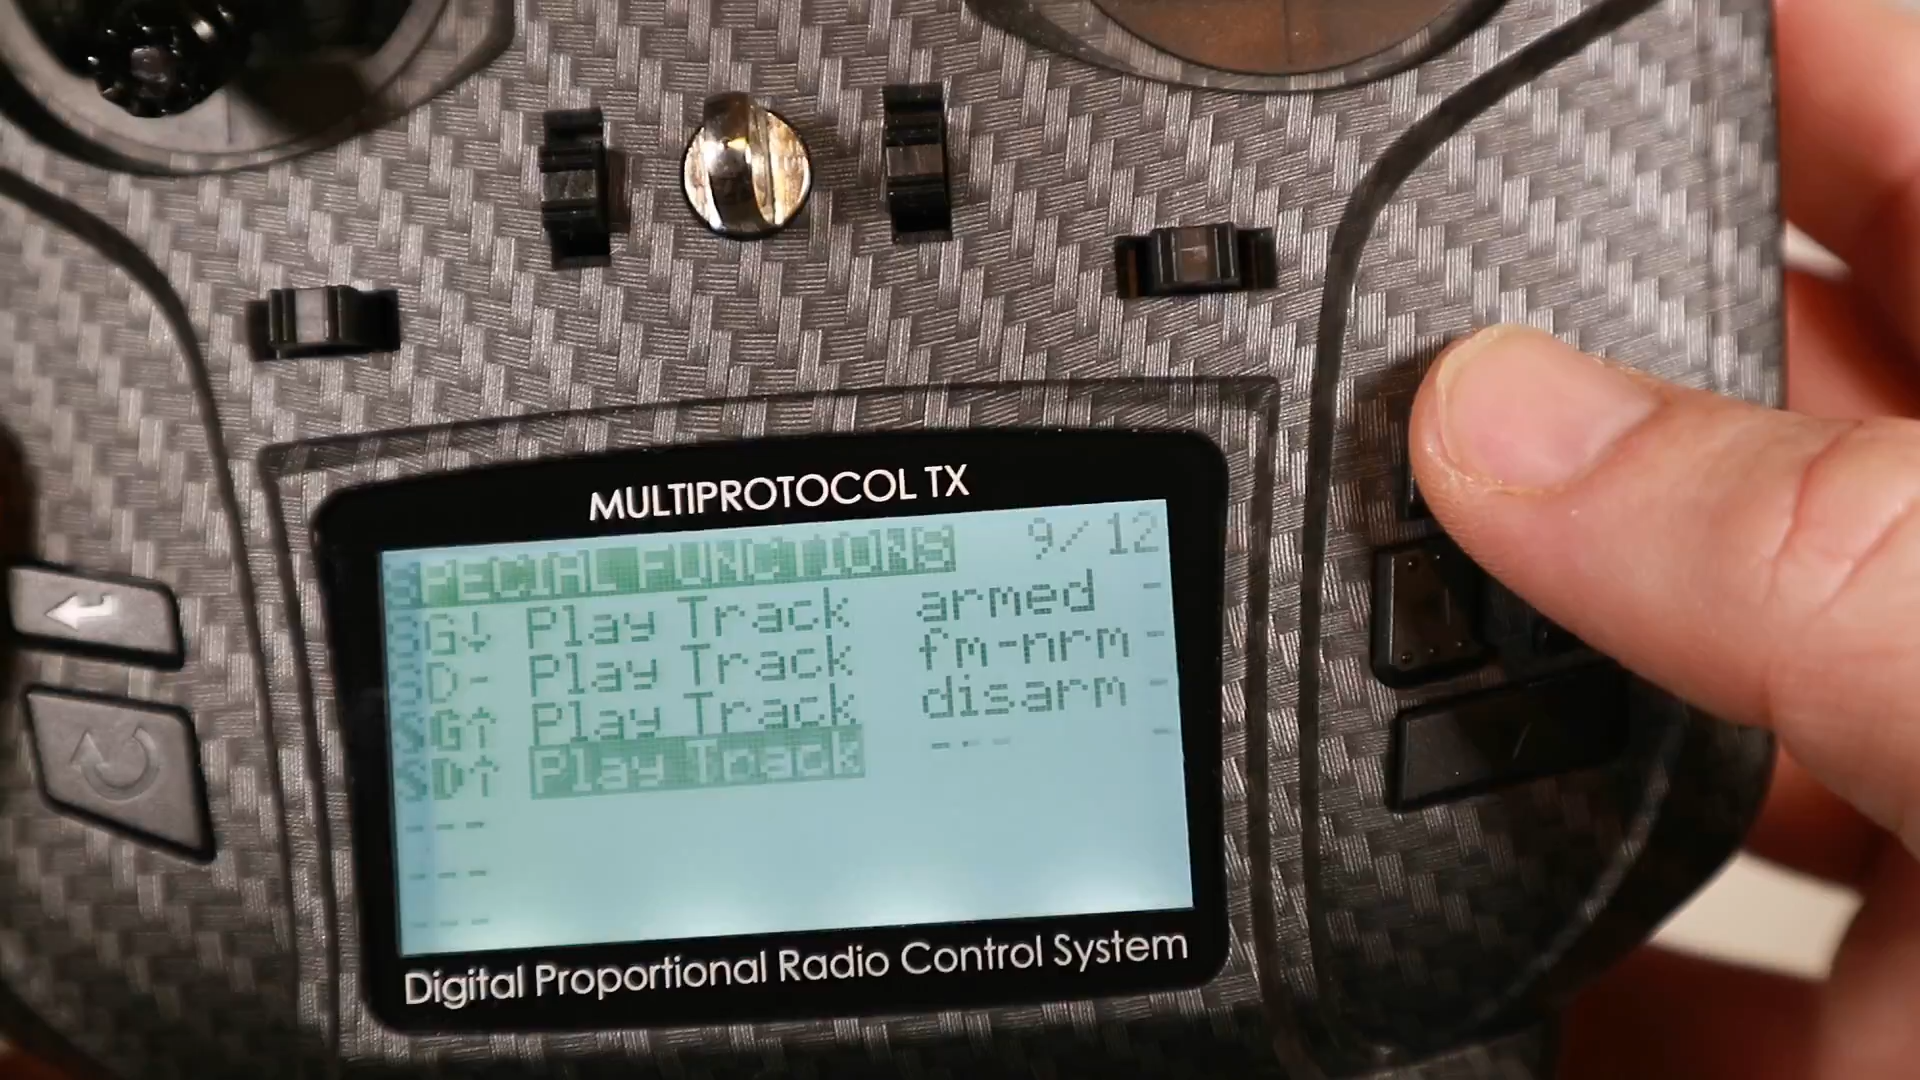 MULTIPROTOCOL TX
SPECIAL FUNCTIONS 9/12
SG↓ Play Track armed -
SD- Play Track fm-nrm -
SG↑ Play Track disarm -
SD↑ Play Track --- -
---
---
---
Digital Proportional Radio Control System